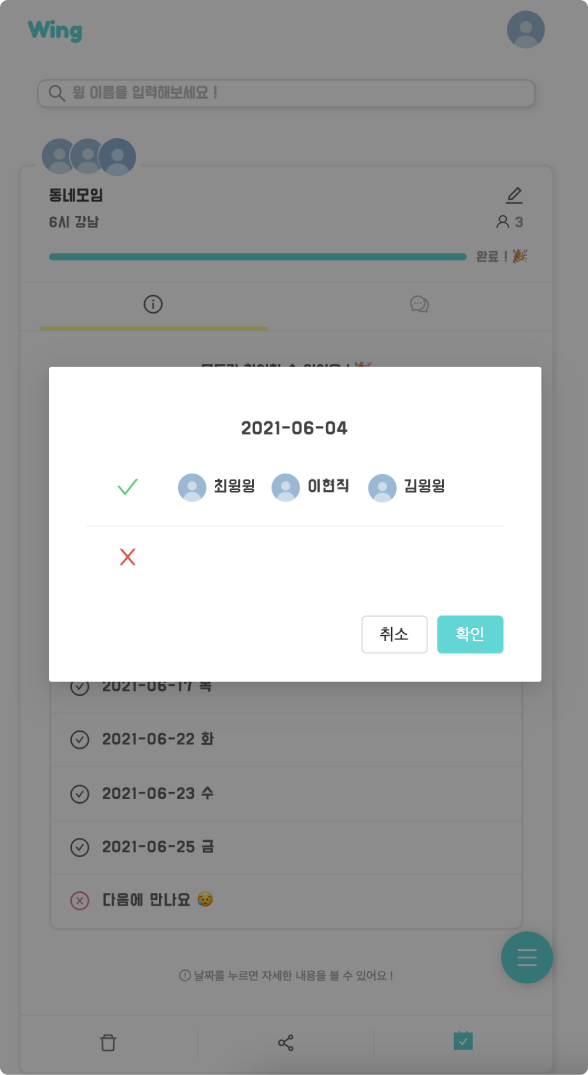 Wing
윙 이름을 입력해보세요 !
동네모임
6시 강남
3
완료 ! 🎉
2021-06-04
최윙윙 이현직 김윙윙
취소 확인
2021-06-17 목
2021-06-22 화
2021-06-23 수
2021-06-25 금
다음에 만나요 😥
날짜를 누르면 자세한 내용을 볼 수 있어요 !